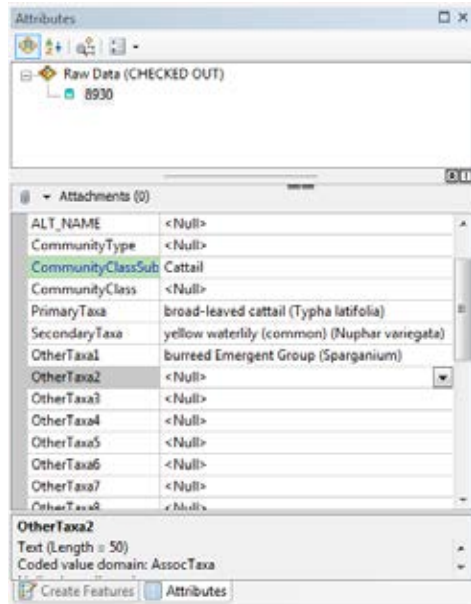 Attributes
Raw Data (CHECKED OUT)
8930
Attachments (0)
ALT_NAME <Null>
CommunityType <Null>
CommunityClassSub Cattail
CommunityClass <Null>
PrimaryTaxa broad-leaved cattail (Typha latifolia)
SecondaryTaxa yellow waterlily (common) (Nuphar variegata)
OtherTaxa1 burreed Emergent Group (Sparganium)
OtherTaxa2 <Null>
OtherTaxa3 <Null>
OtherTaxa4 <Null>
OtherTaxa5 <Null>
OtherTaxa6 <Null>
OtherTaxa7 <Null>
OtherTaxa8 <Null>
OtherTaxa2
Text (Length = 50)
Coded value domain: AssocTaxa
Create Features Attributes